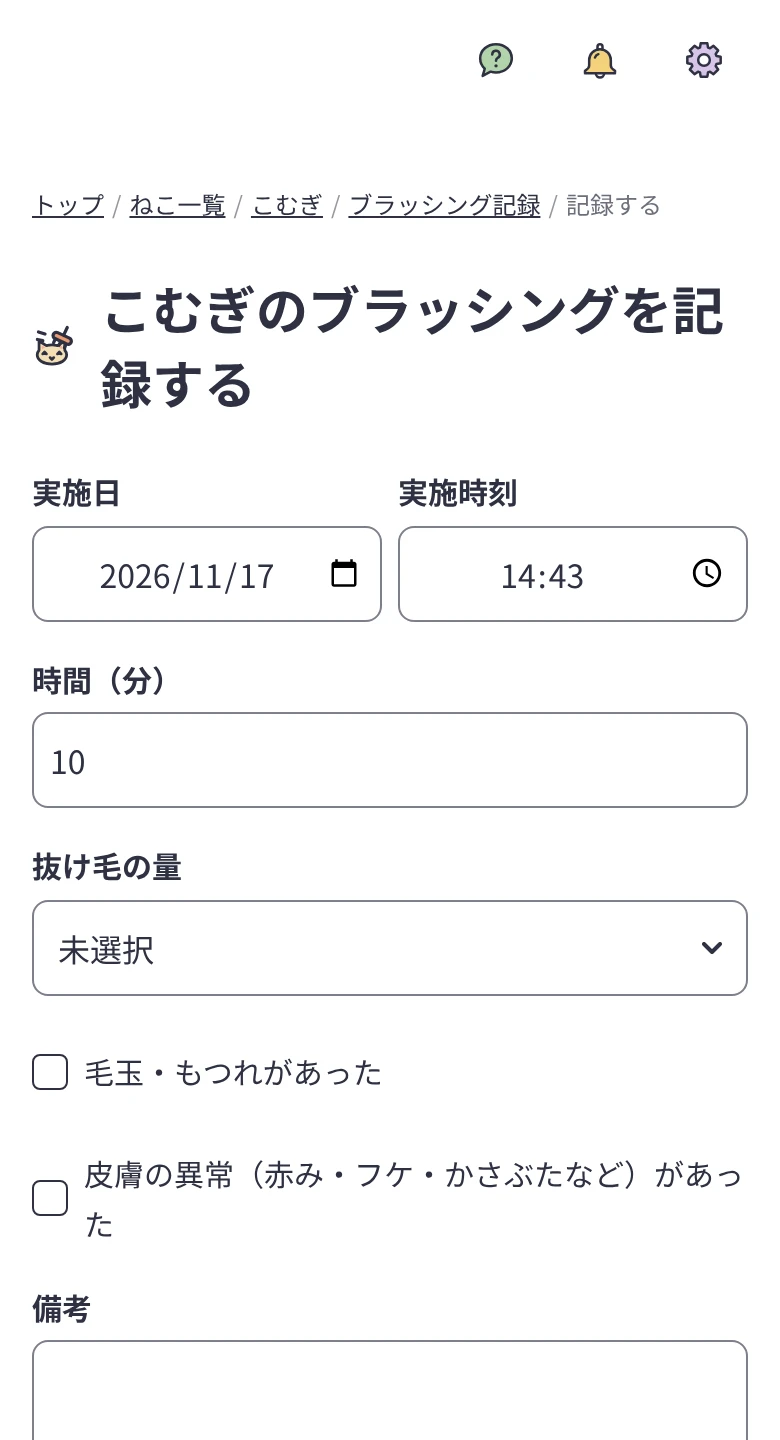 トップ / ねこ一覧 / こむぎ / ブラッシング記録 / 記録する
こむぎのブラッシングを記
録する
実施日
実施時刻
2026/11/17
14:43
時間（分）
10
抜け毛の量
未選択
毛玉・もつれがあった
皮膚の異常（赤み・フケ・かさぶたなど）があっ
た
備考